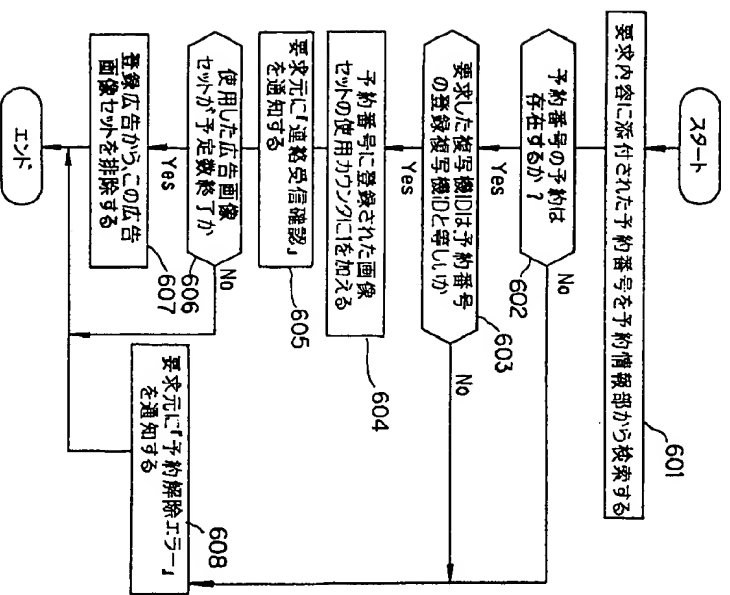 スタート
要求内容に添付された予約番号を予約情報部から検索する
601
予約番号の予約は
存在するか?
602
No
Yes
要求した複写機IDは予約番号
の登録複写機IDと等しいか
603
No
Yes
予約番号に登録された画像
セットの使用カウンタに1を加える
604
要求元に「連絡受信確認」
を通知する
605
使用した広告画像
セットが予定数終了か
606
No
Yes
登録広告から、この広告
画像セットを排除する
607
要求元に「予約解除エラー」
を通知する
608
エンド